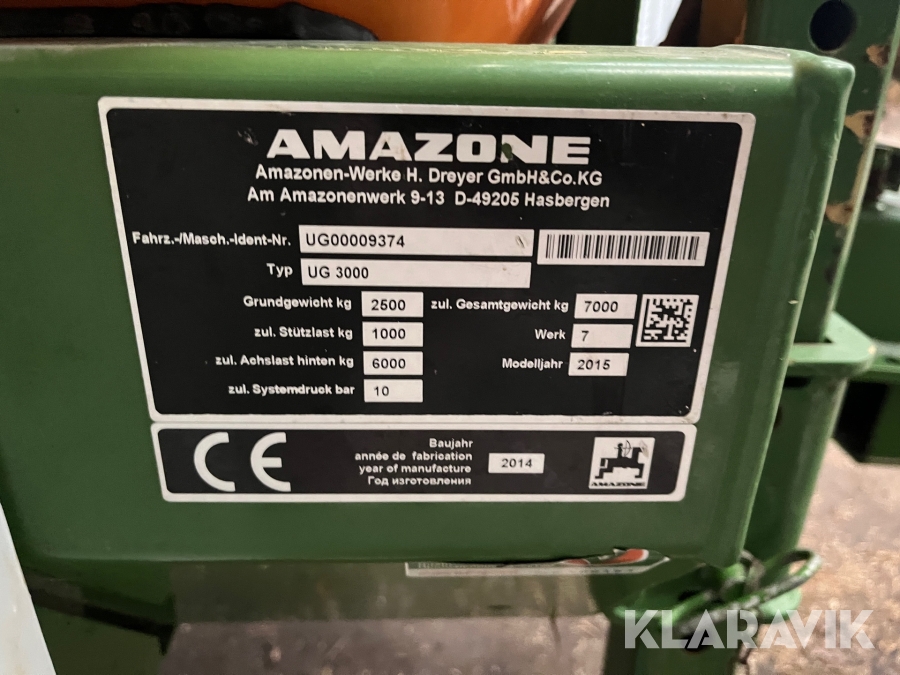 AMAZONE
Amazonen-Werke H. Dreyer GmbH&Co.KG
Am Amazonenwerk 9-13 D-49205 Hasbergen
Fahrz.-/Masch.-Ident-Nr. UG00009374
Typ UG 3000
Grundgewicht kg 2500 zul. Gesamtgewicht kg 7000
zul. Stützlast kg 1000 Werk 7
zul. Achslast hinten kg 6000 Modelljahr 2015
zul. Systemdruck bar 10
CE
Baujahr
année de fabrication
year of manufacture
Год изготовления
2014
AMAZONE
KLARAVIK